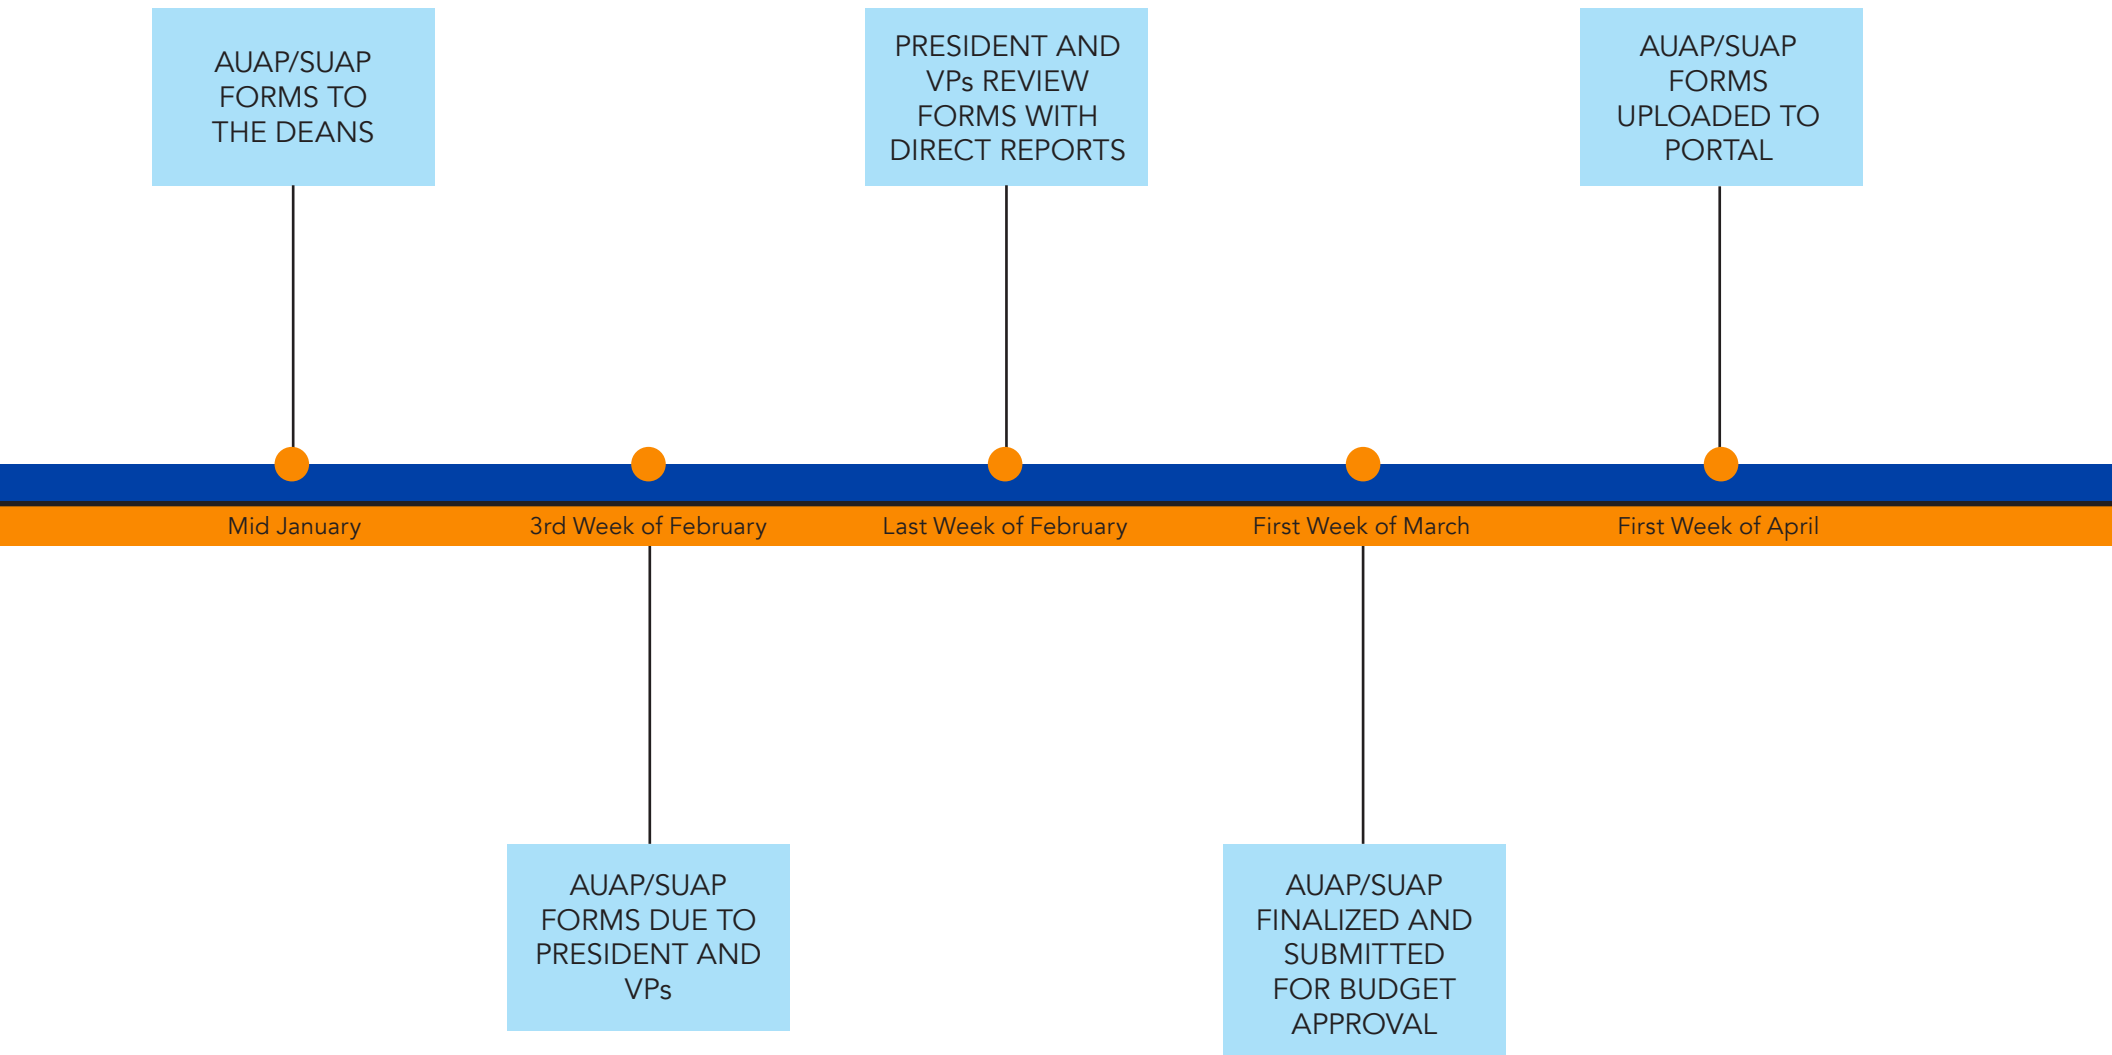 AUAP/SUAP
FORMS TO
THE DEANS
PRESIDENT AND
VPs REVIEW
FORMS WITH
DIRECT REPORTS
AUAP/SUAP
FORMS
UPLOADED TO
PORTAL
Mid January
3rd Week of February
Last Week of February
First Week of March
First Week of April
AUAP/SUAP
FORMS DUE TO
PRESIDENT AND
VPs
AUAP/SUAP
FINALIZED AND
SUBMITTED
FOR BUDGET
APPROVAL